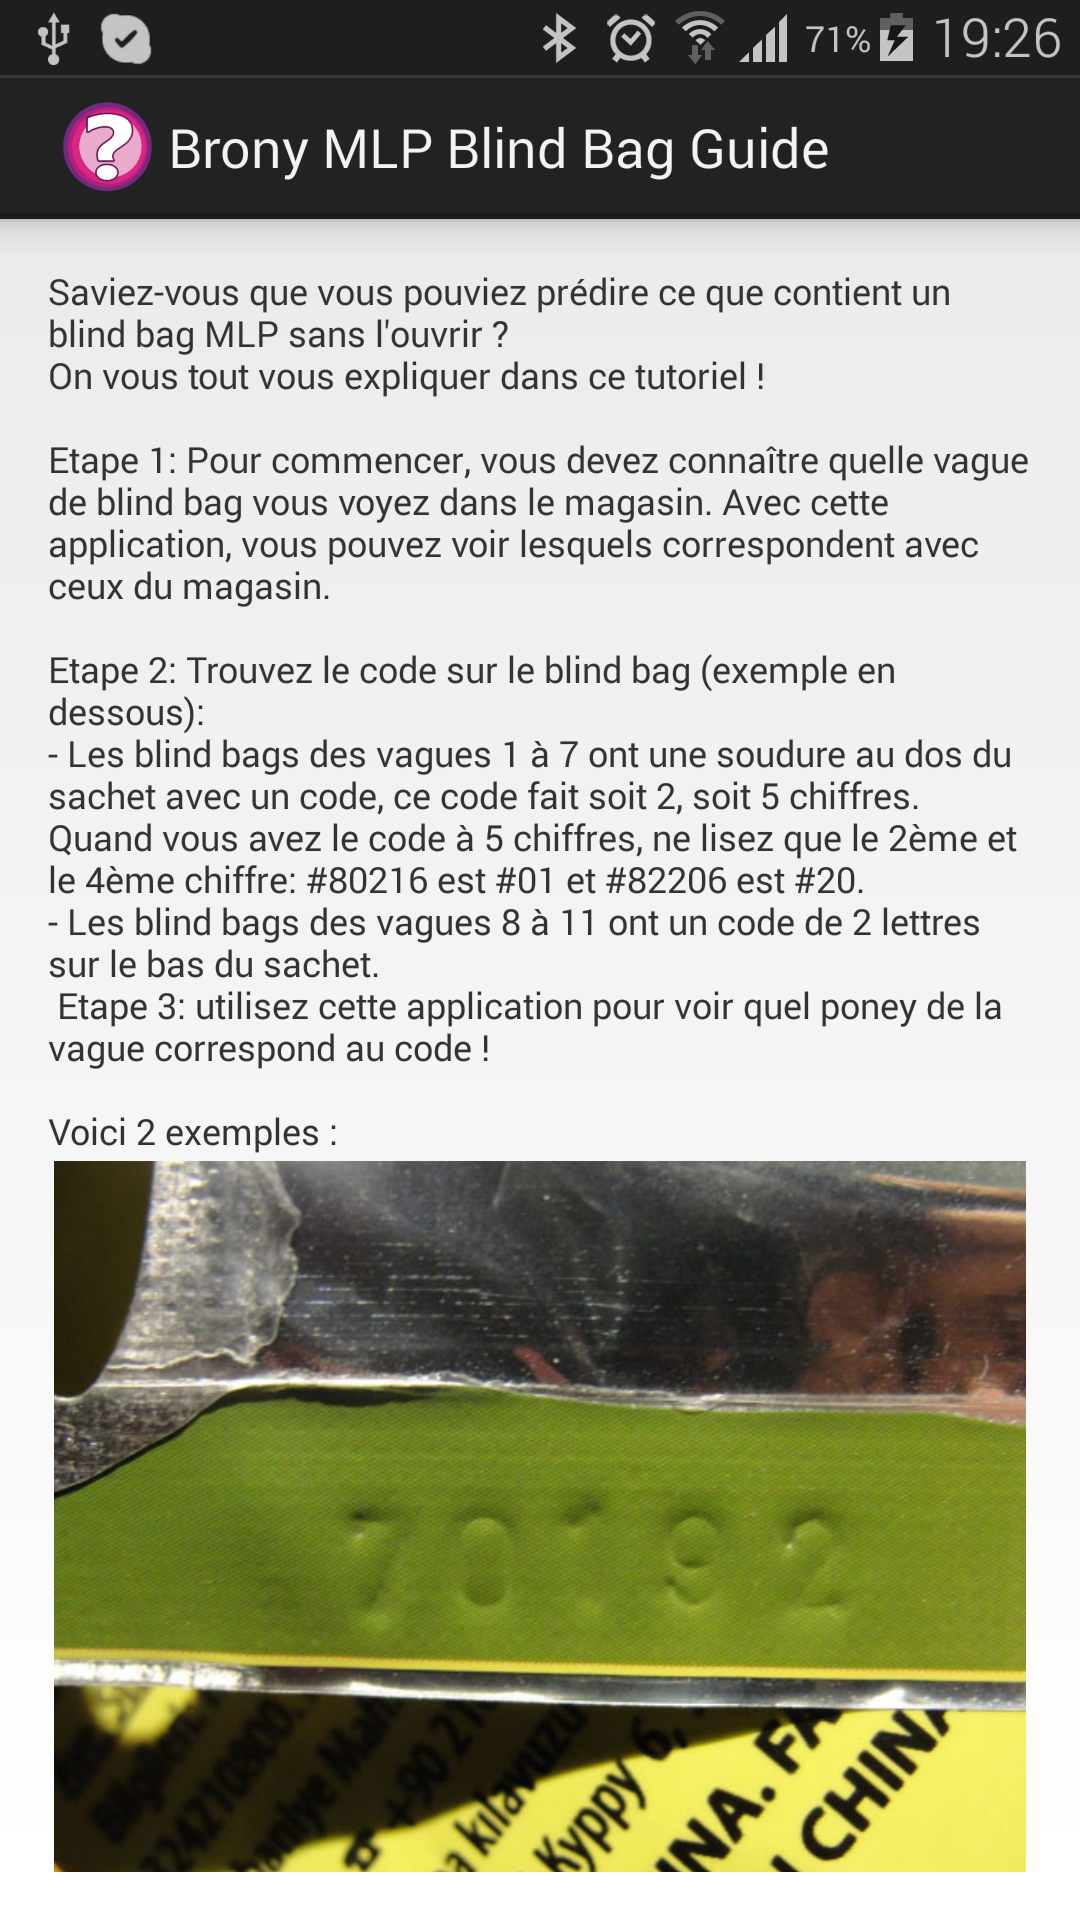 71% 19:26
Brony MLP Blind Bag Guide
Saviez-vous que vous pouviez prédire ce que contient un
blind bag MLP sans l'ouvrir ?
On vous tout vous expliquer dans ce tutoriel !
Etape 1: Pour commencer, vous devez connaître quelle vague
de blind bag vous voyez dans le magasin. Avec cette
application, vous pouvez voir lesquels correspondent avec
ceux du magasin.
Etape 2: Trouvez le code sur le blind bag (exemple en
dessous):
- Les blind bags des vagues 1 à 7 ont une soudure au dos du
sachet avec un code, ce code fait soit 2, soit 5 chiffres.
Quand vous avez le code à 5 chiffres, ne lisez que le 2ème et
le 4ème chiffre: #80216 est #01 et #82206 est #20.
- Les blind bags des vagues 8 à 11 ont un code de 2 lettres
sur le bas du sachet.
Etape 3: utilisez cette application pour voir quel poney de la
vague correspond au code !
Voici 2 exemples :
70 92
+90 21
kılavuzu
Kyppy 6,
INA. FA
CHINA